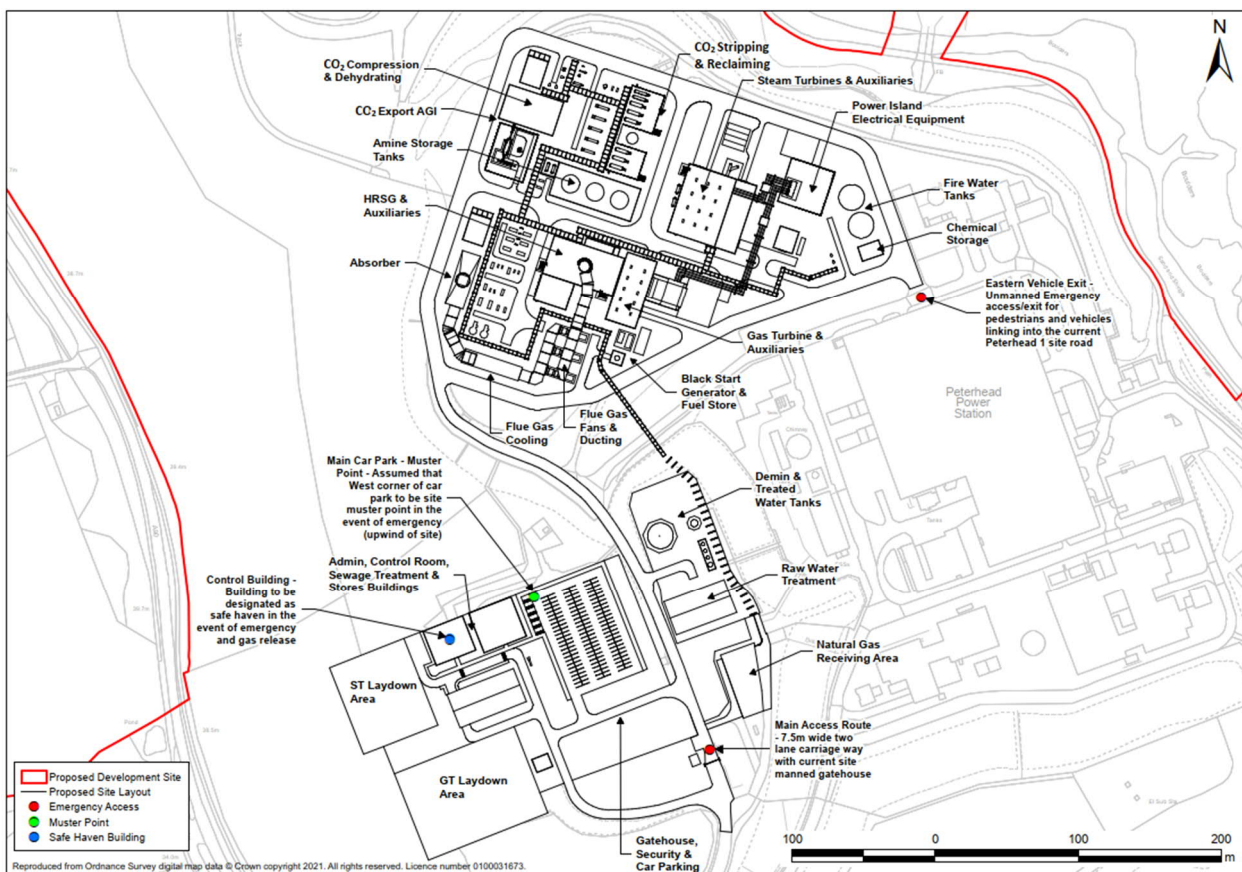 N
CO₂ Stripping
& Reclaiming
CO₂ Compression
& Dehydrating
Steam Turbines & Auxiliaries
CO₂ Export AGI
Power Island
Electrical Equipment
Amine Storage
Tanks
HRSG &
Auxiliaries
Fire Water
Tanks
Chemical
Storage
Absorber
Eastern Vehicle Exit -
Unmanned Emergency
access/exit for
pedestrians and vehicles
linking into the current
Peterhead 1 site road
Gas Turbine &
Auxiliaries
Black Start
Generator &
Fuel Store
Peterhead
Power
Station
Chimney
Flue Gas
Cooling
Flue Gas
Fans &
Ducting
Main Car Park - Muster
Point - Assumed that
West corner of car
park to be site
muster point in the
event of emergency
(upwind of site)
Demin &
Treated
Water Tanks
Tanks
Admin, Control Room,
Sewage Treatment &
Stores Buildings
Raw Water
Treatment
Control Building -
Building to be
designated as
safe haven in the
event of emergency
and gas release
Natural Gas
Receiving Area
ST Laydown
Area
Main Access Route
- 7.5m wide two
lane carriage way
with current site
manned gatehouse
GT Laydown
Area
Pond
El Sub Sta
Gatehouse,
Security &
Car Parking
Proposed Development Site
Proposed Site Layout
Emergency Access
Muster Point
Safe Haven Building
100 0 100 200
m
Reproduced from Ordnance Survey digital map data © Crown copyright 2021. All rights reserved. Licence number 0100031673.